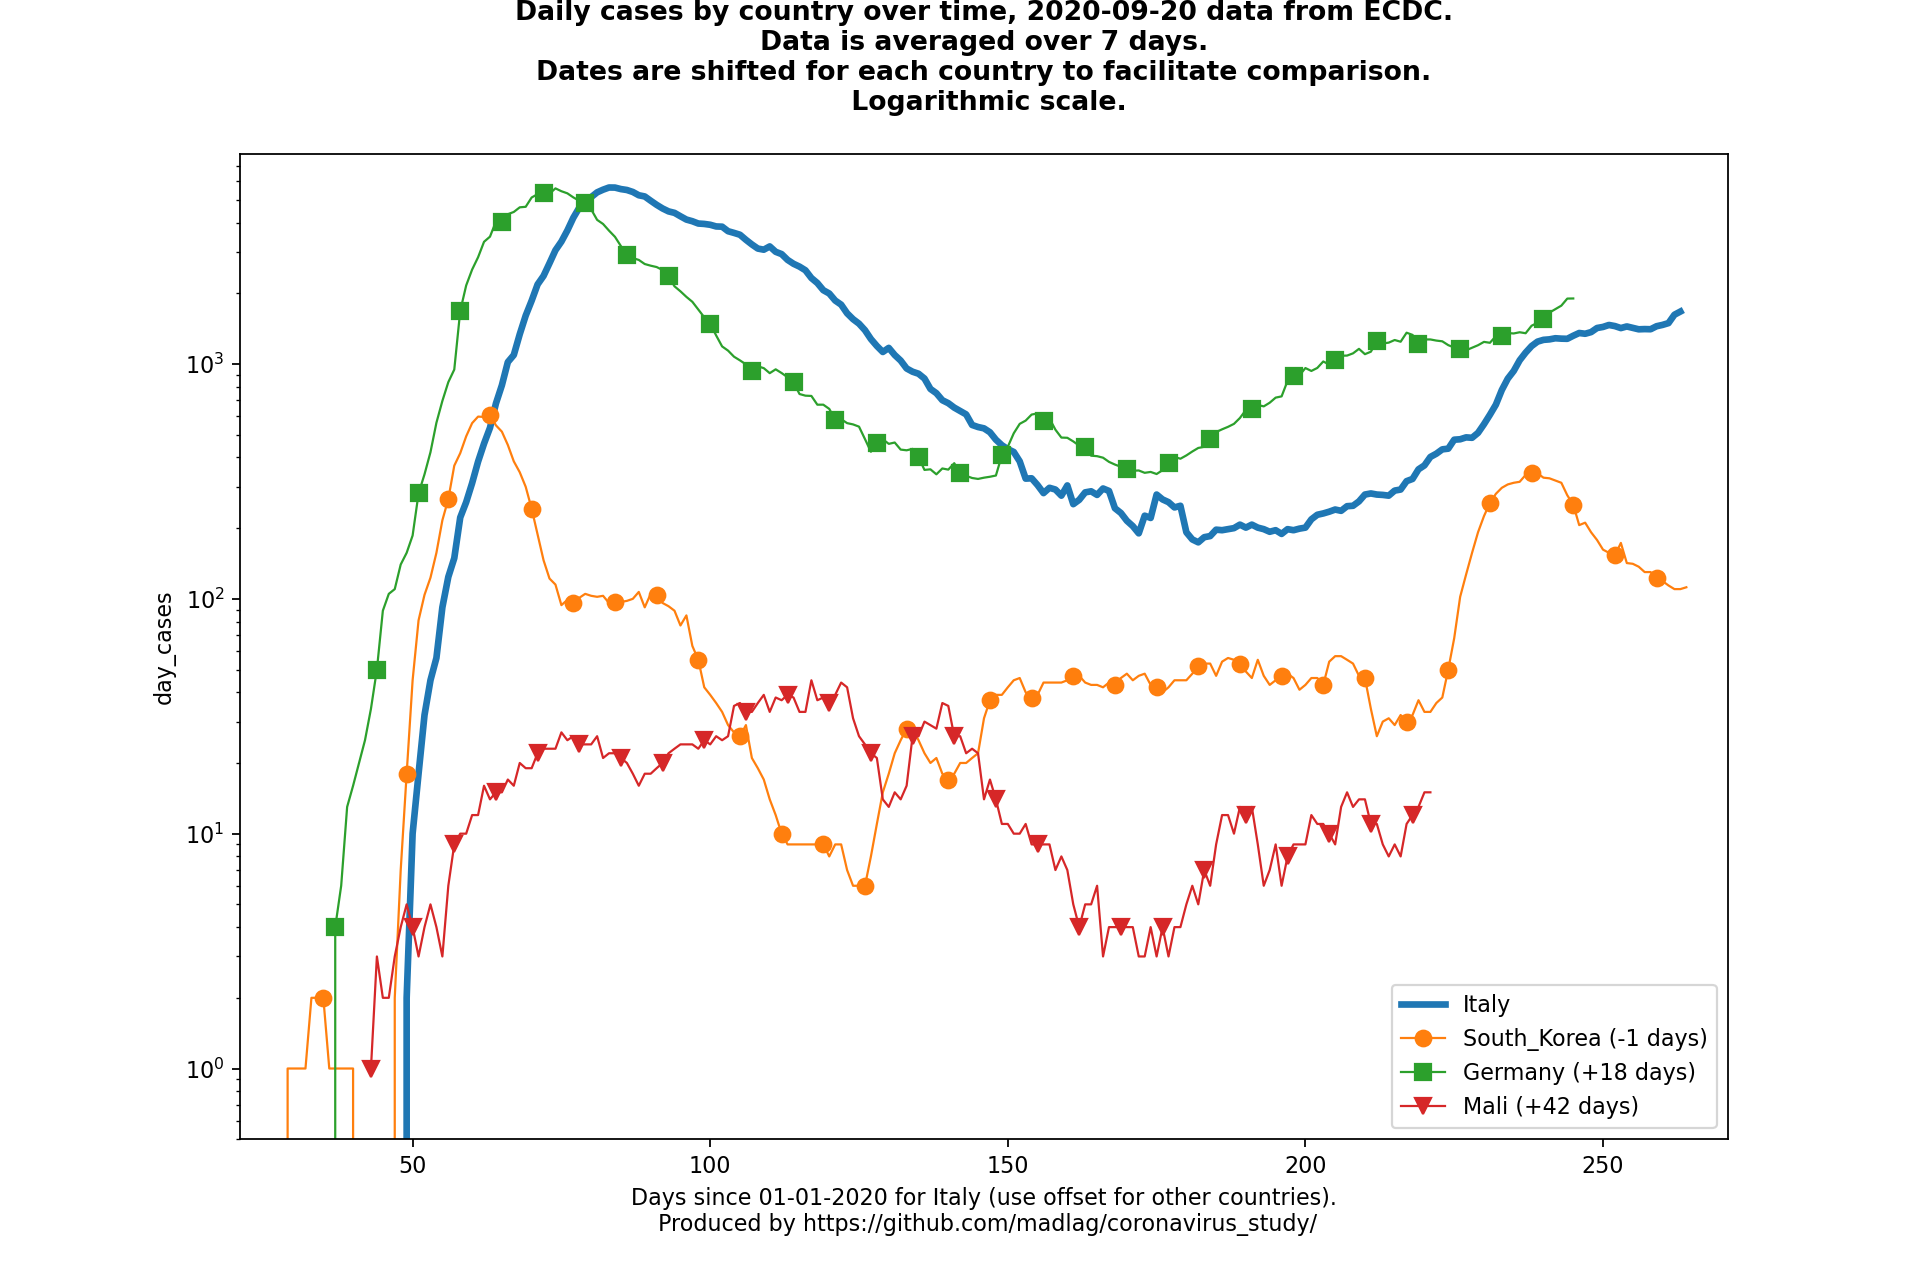 Daily cases by country over time, 2020-09-20 data from ECDC.
Data is averaged over 7 days.
Dates are shifted for each country to facilitate comparison.
Logarithmic scale.
10³
10²
10¹
10⁰
day_cases
50 100 150 200 250
Italy
South_Korea (-1 days)
Germany (+18 days)
Mali (+42 days)
Days since 01-01-2020 for Italy (use offset for other countries).
Produced by https://github.com/madlag/coronavirus_study/